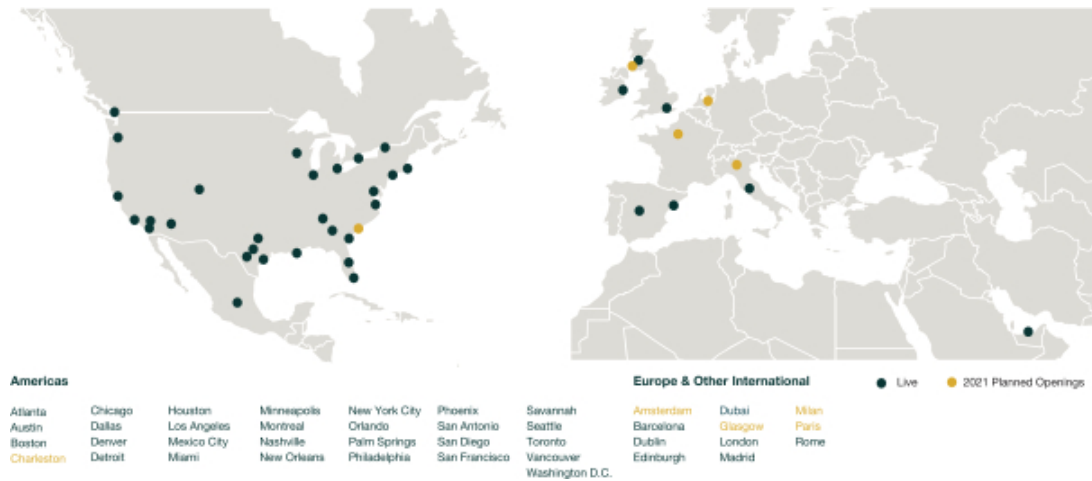 Americas
Atlanta Chicago Houston Minneapolis New York City Phoenix Savannah
Austin Dallas Los Angeles Montreal Orlando San Antonio Seattle
Boston Denver Mexico City Nashville Palm Springs San Diego Toronto
Charleston Detroit Miami New Orleans Philadelphia San Francisco Vancouver
Washington D.C.
Europe & Other International
Live
2021 Planned Openings
Amsterdam Dubai Milan
Barcelona Glasgow Paris
Dublin London Rome
Edinburgh Madrid